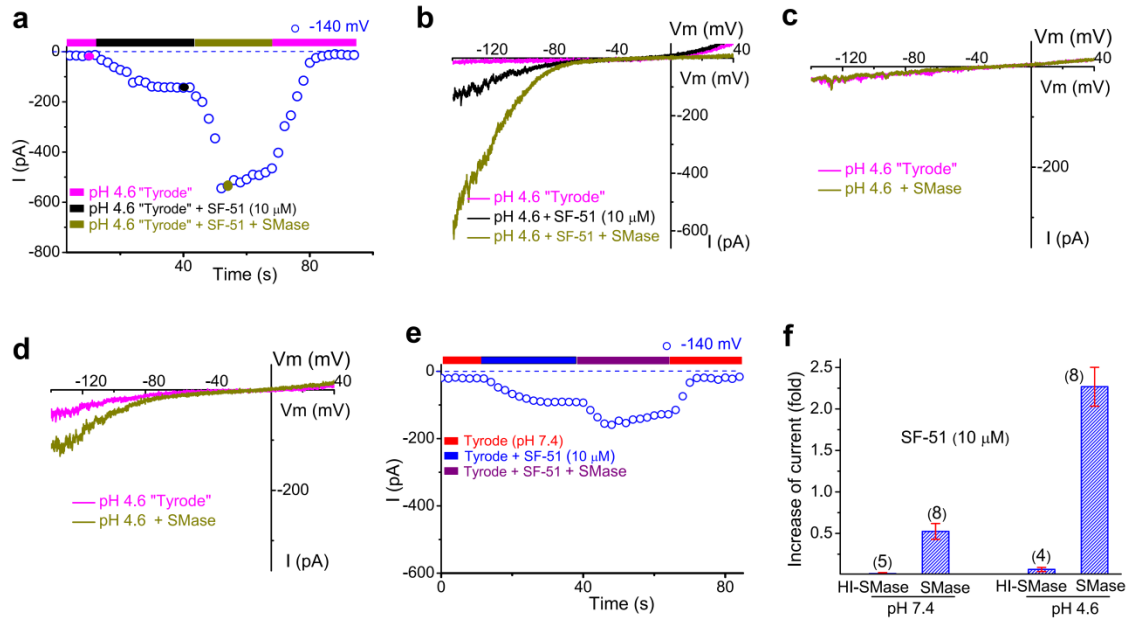 a
-140 mV
0
-200
-400
-600
-800
I (pA)
pH 4.6 "Tyrode"
pH 4.6 "Tyrode" + SF-51 (10 μM)
pH 4.6 "Tyrode" + SF-51 + SMase
0 40 80
Time (s)
b
Vm (mV)
-120 -80 -40 40
Vm (mV)
-200
-400
-600
pH 4.6 "Tyrode"
pH 4.6 + SF-51 (10 μM)
pH 4.6 + SF-51 + SMase
I (pA)
c
Vm (mV)
-120 -80 -40 40
Vm (mV)
-200
pH 4.6 "Tyrode"
pH 4.6 + SMase
I (pA)
d
Vm (mV)
-120 -80 -40 40
Vm (mV)
-200
pH 4.6 "Tyrode"
pH 4.6 + SMase
I (pA)
e
-140 mV
0
-200
-400
-600
I (pA)
Tyrode (pH 7.4)
Tyrode + SF-51 (10 μM)
Tyrode + SF-51 + SMase
0 20 40 60 80
Time (s)
f
Increase of current (fold)
2.5
2.0
1.5
1.0
0.5
SF-51 (10 μM)
(5) (8) (4) (8)
HI-SMase SMase HI-SMase SMase
pH 7.4 pH 4.6